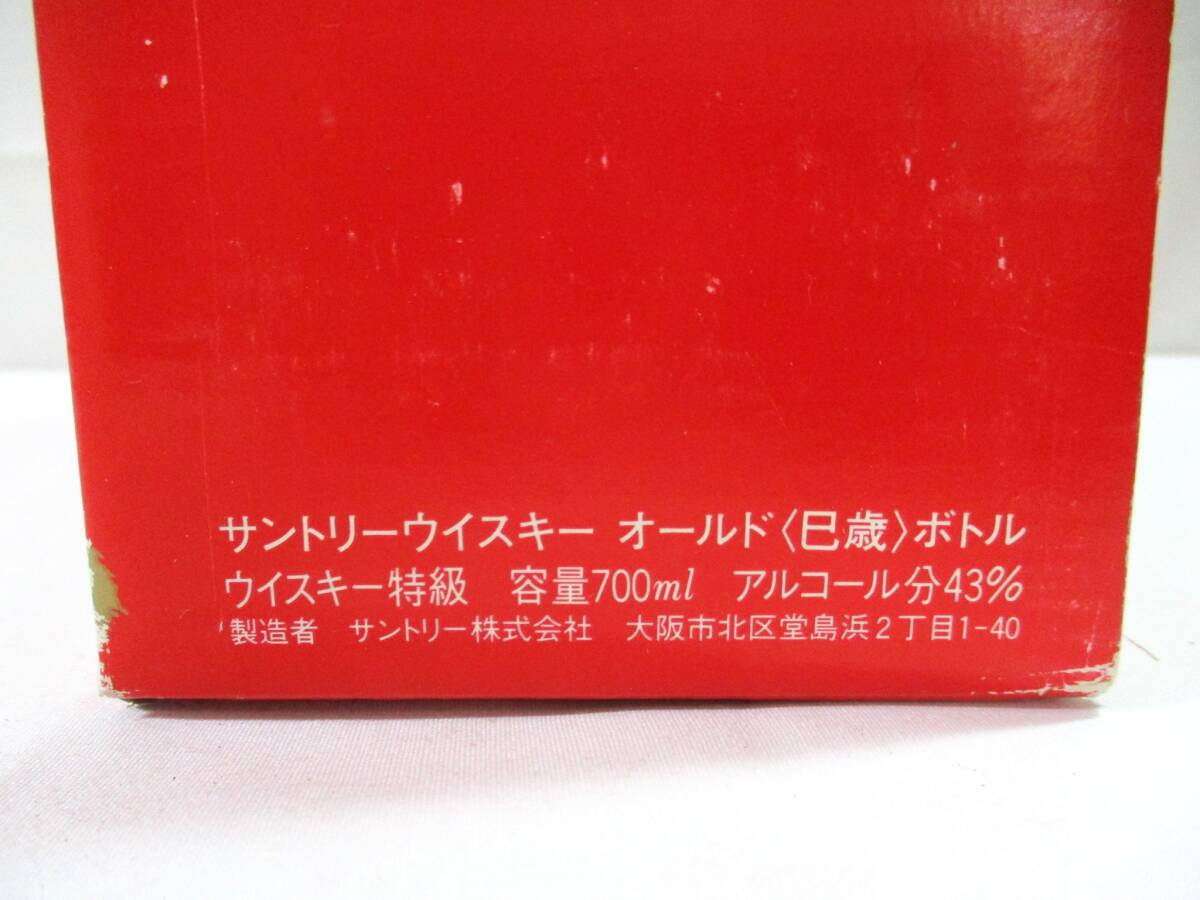 サントリーウイスキー オールド〈巳歳〉ボトル
ウイスキー特級 容量700ml アルコール分43%
製造者 サントリー株式会社 大阪市北区堂島浜2丁目1-40